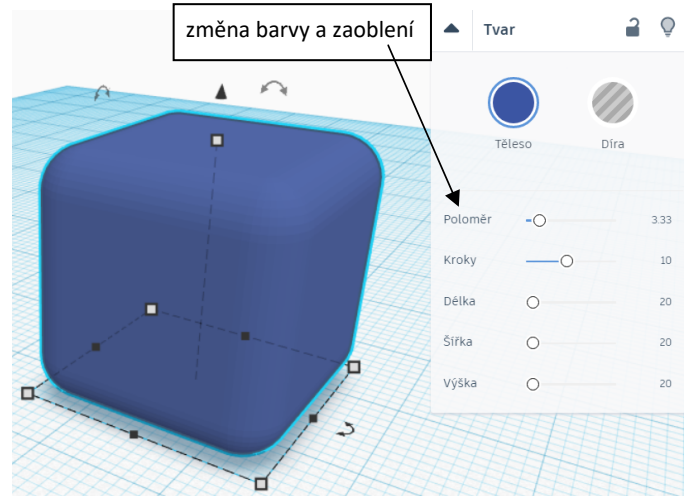 změna barvy a zaoblení
Tvar
Těleso
Díra
Poloměr 3.33
Kroky 10
Délka 20
Šířka 20
Výška 20